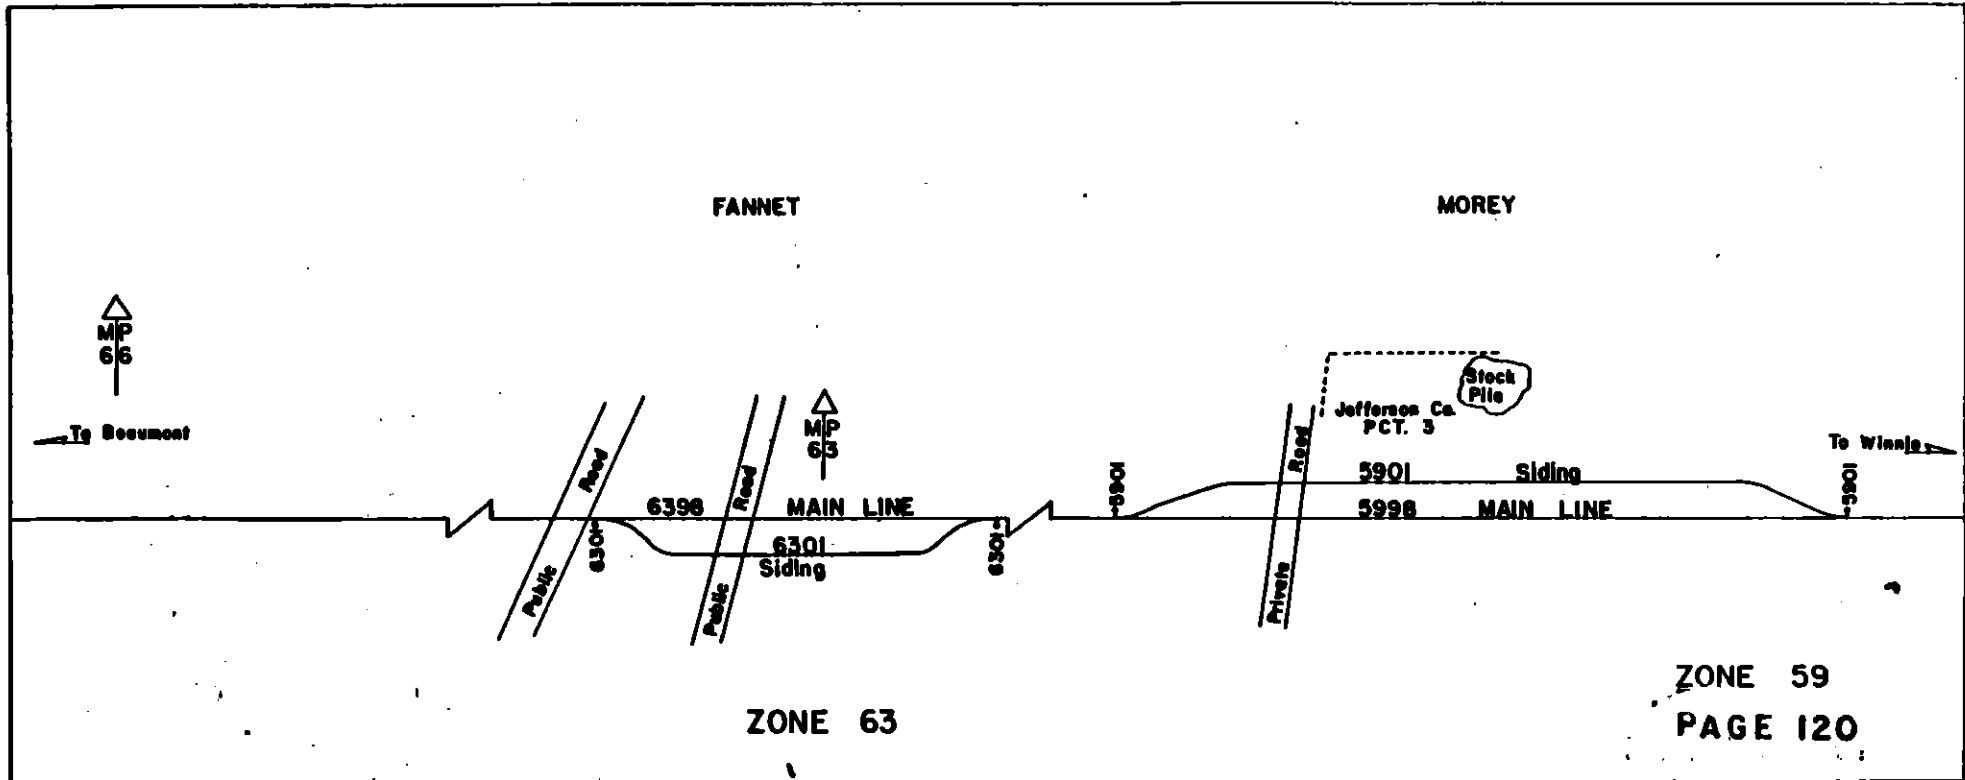 FANNET
MOREY
MP
66
To Beaumont
MP
63
Stock
Pile
Jefferson Co.
PCT. 3
To Winnie
Public Road
Public Road
Private Road
6301
6398 MAIN LINE
6301
Siding
6301
5901
5901 Siding
5998 MAIN LINE
5901
ZONE 63
ZONE 59
PAGE 120